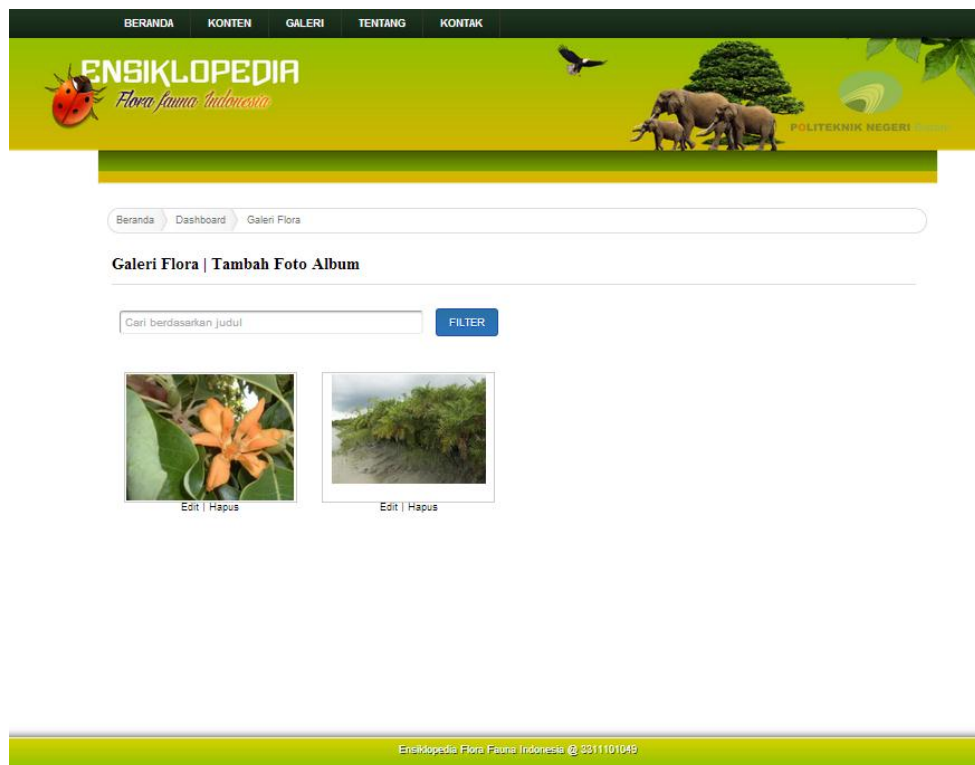 BERANDA KONTEN GALERI TENTANG KONTAK
ENSIKLOPEDIA
Flora fauna Indonesia
POLITEKNIK NEGERI
Beranda Dashboard Galeri Flora
Galeri Flora | Tambah Foto Album
Cari berdasarkan judul FILTER
Edit | Hapus Edit | Hapus
Ensiklopedia Flora Fauna Indonesia @ 3311101049